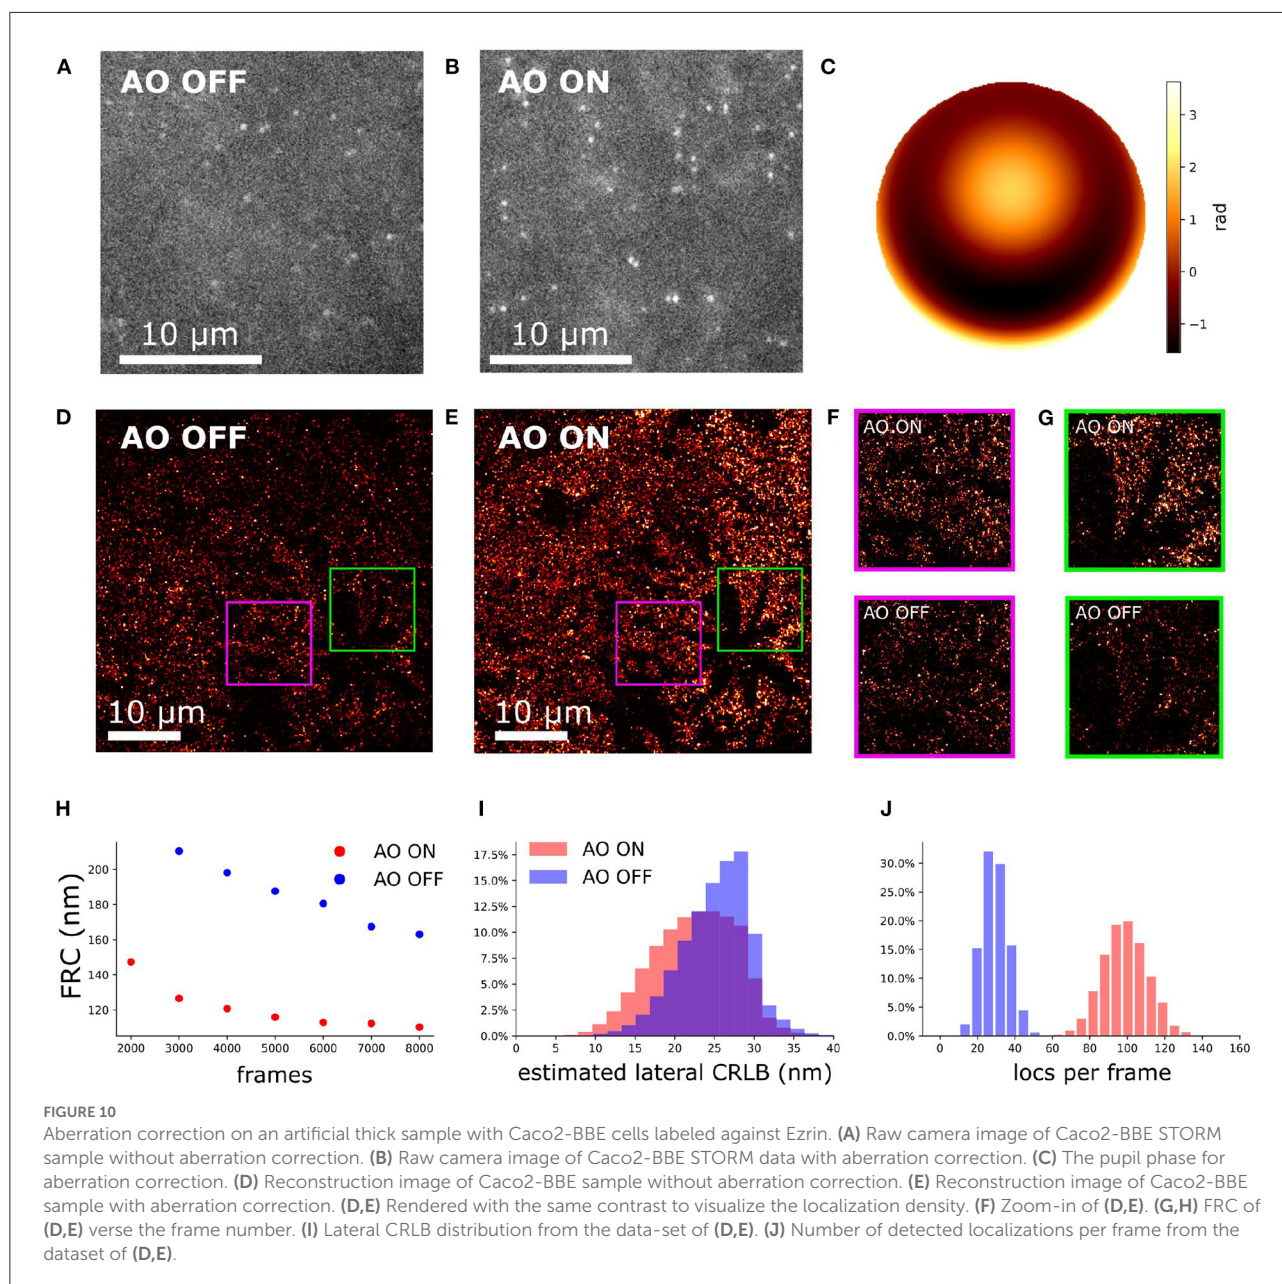 A
AO OFF
10 μm
B
AO ON
10 μm
C
3
2
1
0
−1
rad
D
AO OFF
10 μm
E
AO ON
10 μm
F
AO ON
AO OFF
G
AO ON
AO OFF
H
FRC (nm)
200
180
160
140
120
2000 3000 4000 5000 6000 7000 8000
frames
AO ON
AO OFF
I
AO ON
AO OFF
17.5%
15.0%
12.5%
10.0%
7.5%
5.0%
2.5%
0.0%
0 5 10 15 20 25 30 35 40
estimated lateral CRLB (nm)
J
30.0%
25.0%
20.0%
15.0%
10.0%
5.0%
0.0%
0 20 40 60 80 100 120 140 160
locs per frame
FIGURE 10
Aberration correction on an artificial thick sample with Caco2-BBE cells labeled against Ezrin. (A) Raw camera image of Caco2-BBE STORM
sample without aberration correction. (B) Raw camera image of Caco2-BBE STORM data with aberration correction. (C) The pupil phase for
aberration correction. (D) Reconstruction image of Caco2-BBE sample without aberration correction. (E) Reconstruction image of Caco2-BBE
sample with aberration correction. (D,E) Rendered with the same contrast to visualize the localization density. (F) Zoom-in of (D,E). (G,H) FRC of
(D,E) verse the frame number. (I) Lateral CRLB distribution from the data-set of (D,E). (J) Number of detected localizations per frame from the
dataset of (D,E).